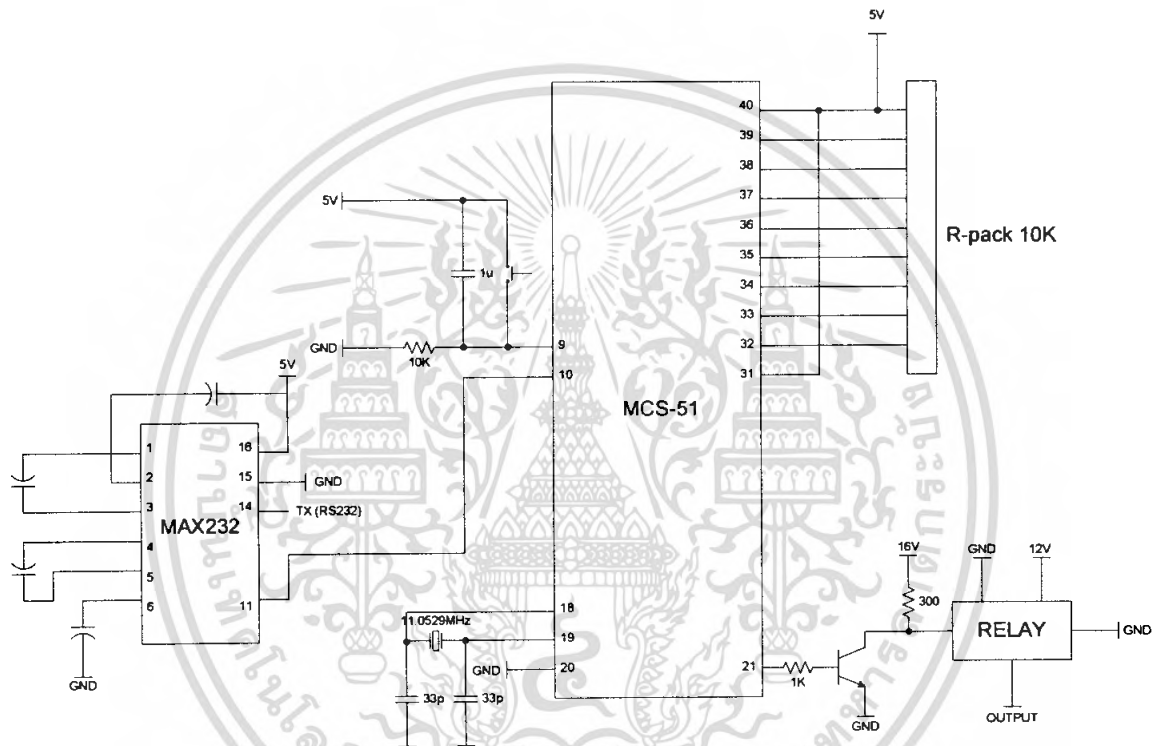 5V
40
39
38
37
36
35
34
33
32
31
R-pack 10K
5V
1u
GND
10K
9
10
MCS-51
5V
1
2
3
4
5
6
16
15
14
11
MAX232
GND
TX (RS232)
GND
18
19
20
11.0529MHz
GND
33p
33p
21
1K
16V
300
GND
GND
12V
RELAY
GND
OUTPUT